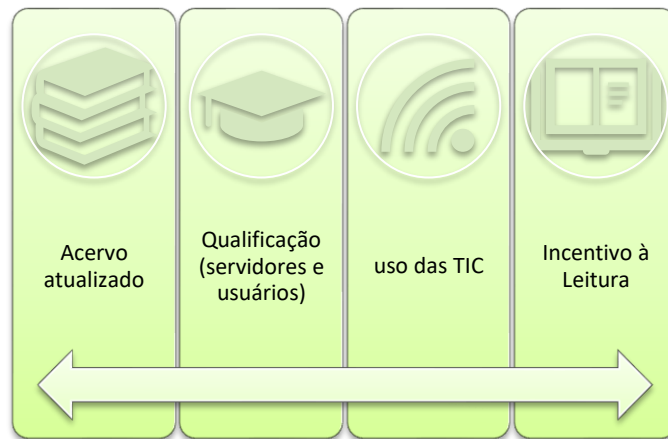 Acervo
atualizado
Qualificação
(servidores e
usuários)
uso das TIC
Incentivo à
Leitura